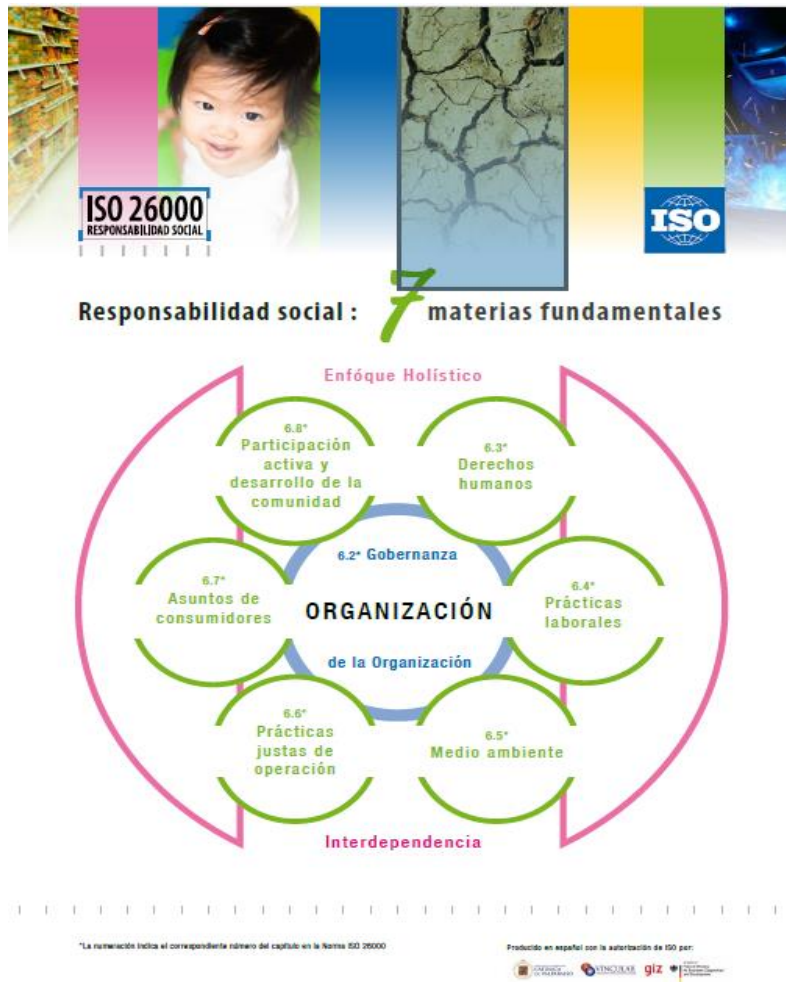 ISO 26000
RESPONSABILIDAD SOCIAL
ISO
Responsabilidad social : 7 materias fundamentales
Enfóque Holístico
6.8*
Participación
activa y
desarrollo de la
comunidad
6.3*
Derechos
humanos
6.2* Gobernanza
6.7*
Asuntos de
consumidores
ORGANIZACIÓN
6.4*
Prácticas
laborales
de la Organización
6.6*
Prácticas
justas de
operación
6.5*
Medio ambiente
Interdependencia
*La numeración indica el correspondiente número del capítulo en la Norma ISO 26000
Producido en español con la autorización de ISO por:
VINCULAR
giz